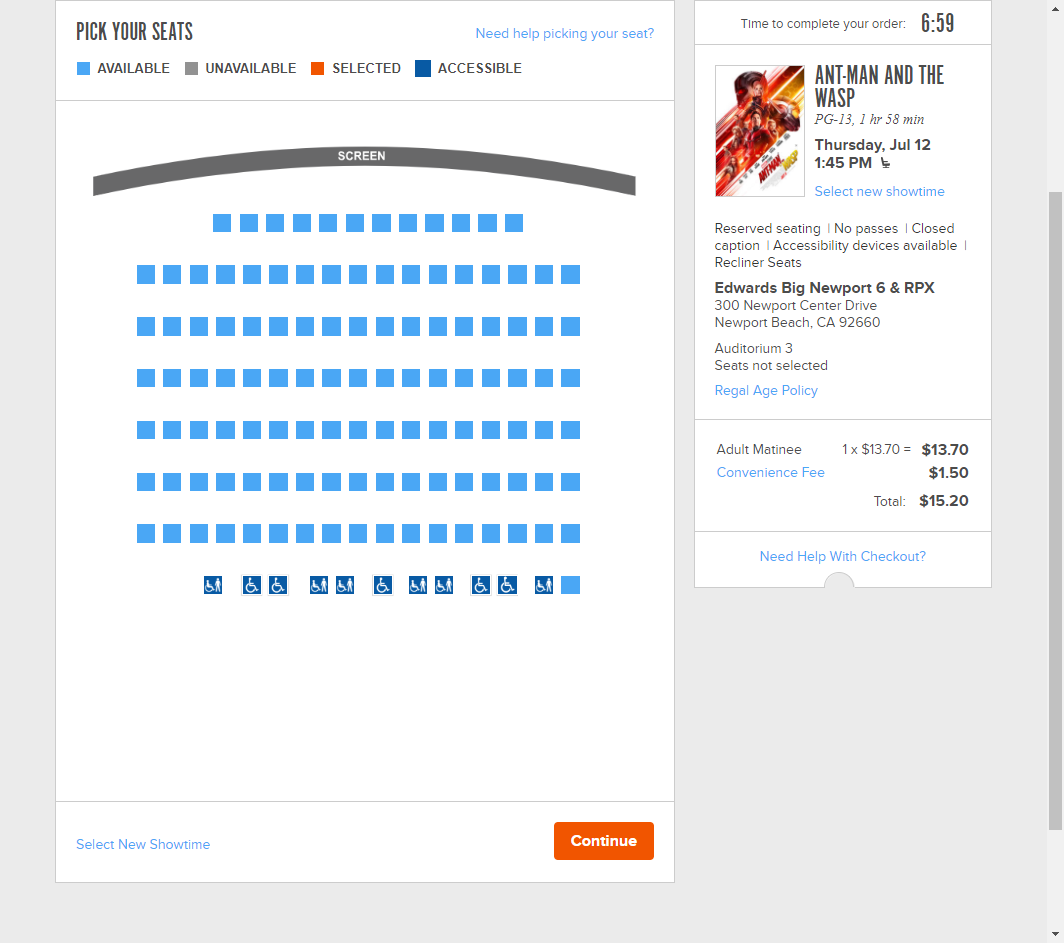 PICK YOUR SEATS
Need help picking your seat?
AVAILABLE UNAVAILABLE SELECTED ACCESSIBLE
SCREEN
Select New Showtime
Continue
Time to complete your order: 6:59
ANT-MAN AND THE
WASP
PG-13, 1 hr 58 min
Thursday, Jul 12
1:45 PM
Select new showtime
Reserved seating | No passes | Closed
caption | Accessibility devices available |
Recliner Seats
Edwards Big Newport 6 & RPX
300 Newport Center Drive
Newport Beach, CA 92660
Auditorium 3
Seats not selected
Regal Age Policy
Adult Matinee 1 x $13.70 = $13.70
Convenience Fee $1.50
Total: $15.20
Need Help With Checkout?